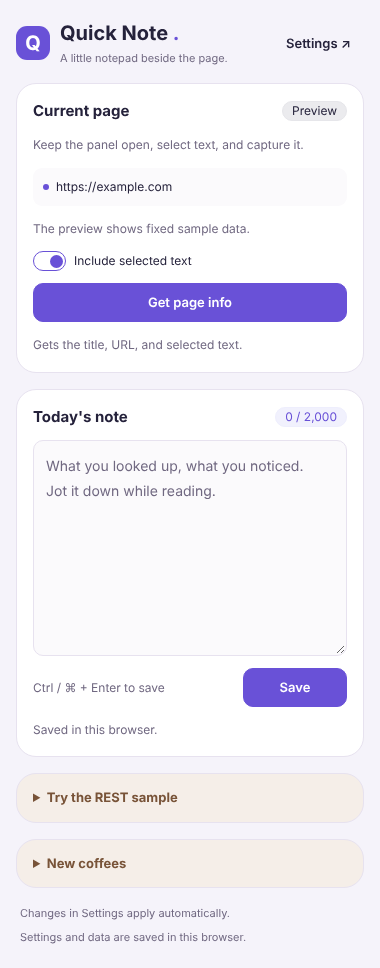 Q
Quick Note .
A little notepad beside the page.
Settings ↗
Current page
Preview
Keep the panel open, select text, and capture it.
https://example.com
The preview shows fixed sample data.
Include selected text
Get page info
Gets the title, URL, and selected text.
Today's note
0 / 2,000
What you looked up, what you noticed.
Jot it down while reading.
Ctrl / ⌘ + Enter to save
Save
Saved in this browser.
▶ Try the REST sample
▶ New coffees
Changes in Settings apply automatically.
Settings and data are saved in this browser.